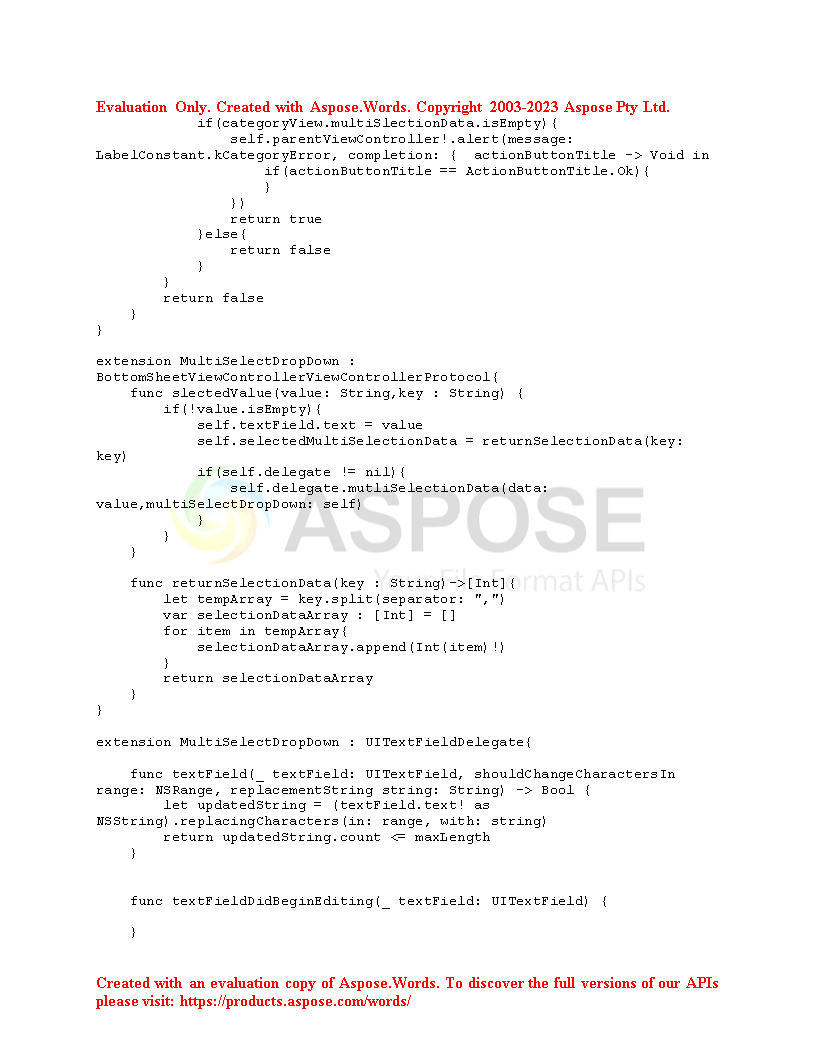 Evaluation Only. Created with Aspose.Words. Copyright 2003-2023 Aspose Pty Ltd.
            if(categoryView.multiSlectionData.isEmpty){
                self.parentViewController!.alert(message:
LabelConstant.kCategoryError, completion: {  actionButtonTitle -> Void in
                    if(actionButtonTitle == ActionButtonTitle.Ok){
                    }
                })
                return true
            }else{
                return false
            }
        }
        return false
    }
}

extension MultiSelectDropDown :
BottomSheetViewControllerViewControllerProtocol{
    func slectedValue(value: String,key : String) {
        if(!value.isEmpty){
            self.textField.text = value
            self.selectedMultiSelectionData = returnSelectionData(key:
key)
            if(self.delegate != nil){
                self.delegate.mutliSelectionData(data:
value,multiSelectDropDown: self)
            }
        }
    }
ASPOSE
Your File Format APIs

    func returnSelectionData(key : String)->[Int]{
        let tempArray = key.split(separator: ",")
        var selectionDataArray : [Int] = []
        for item in tempArray{
            selectionDataArray.append(Int(item)!)
        }
        return selectionDataArray
    }
}

extension MultiSelectDropDown : UITextFieldDelegate{

    func textField(_ textField: UITextField, shouldChangeCharactersIn
range: NSRange, replacementString string: String) -> Bool {
        let updatedString = (textField.text! as
NSString).replacingCharacters(in: range, with: string)
        return updatedString.count <= maxLength
    }


    func textFieldDidBeginEditing(_ textField: UITextField) {

    }

Created with an evaluation copy of Aspose.Words. To discover the full versions of our APIs
please visit: https://products.aspose.com/words/